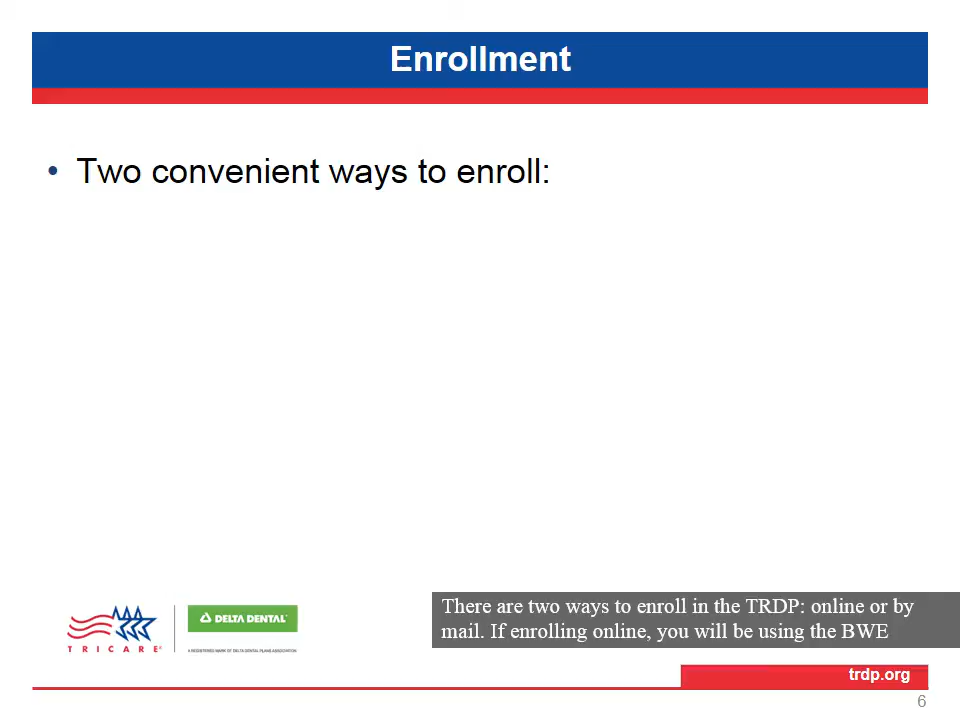 Enrollment
• Two convenient ways to enroll:
There are two ways to enroll in the TRDP: online or by
mail. If enrolling online, you will be using the BWE
TRICARE®
DELTA DENTAL®
A REGISTERED MARK OF DELTA DENTAL PLANS ASSOCIATION
trdp.org
6